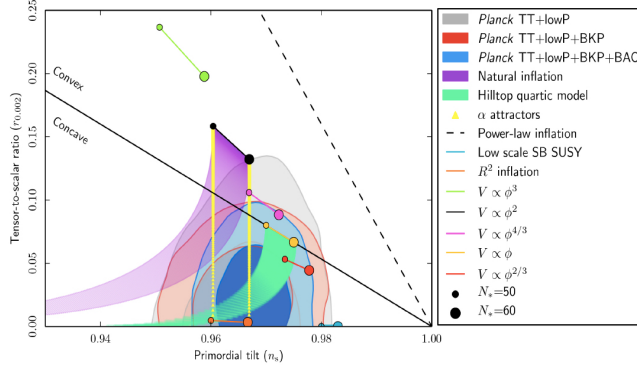 Tensor-to-scalar ratio (r0.002)
0.25
0.20
0.15
0.10
0.05
0.00
Convex
Concave
0.94
0.96
0.98
1.00
Primordial tilt (ns)
Planck TT+lowP
Planck TT+lowP+BKP
Planck TT+lowP+BKP+BAO
Natural inflation
Hilltop quartic model
α attractors
Power-law inflation
Low scale SB SUSY
R² inflation
V ∝ φ³
V ∝ φ²
V ∝ φ^4/3
V ∝ φ
V ∝ φ^2/3
N*=50
N*=60